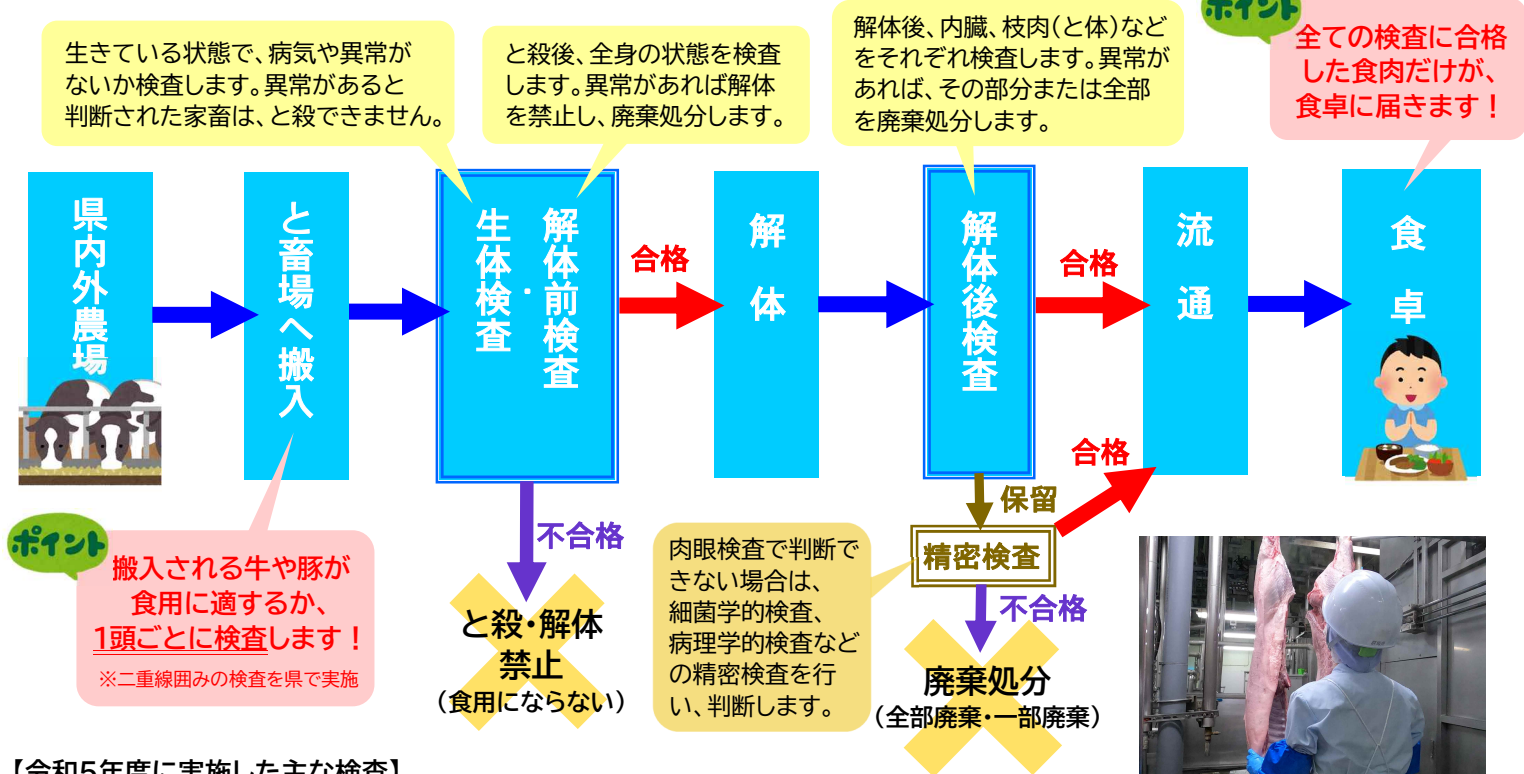 生きている状態で、病気や異常が
ないか検査します。異常があると
判断された家畜は、と殺できません。
と殺後、全身の状態を検査
します。異常があれば解体
を禁止し、廃棄処分します。
解体後、内臓、枝肉(と体)など
をそれぞれ検査します。異常が
あれば、その部分または全部
を廃棄処分します。
ポイント
全ての検査に合格
した食肉だけが、
食卓に届きます！
県内外農場
と畜場へ搬入
生体検査
・
解体前検査
合格
解体
解体後検査
合格
流通
食卓
合格
保留
精密検査
不合格
不合格
ポイント
搬入される牛や豚が
食用に適するか、
1頭ごとに検査します！
※二重線囲みの検査を県で実施
と殺・解体
禁止
(食用にならない)
肉眼検査で判断で
きない場合は、
細菌学的検査、
病理学的検査など
の精密検査を行
い、判断します。
廃棄処分
(全部廃棄・一部廃棄)
【令和5年度に実施した主な検査】